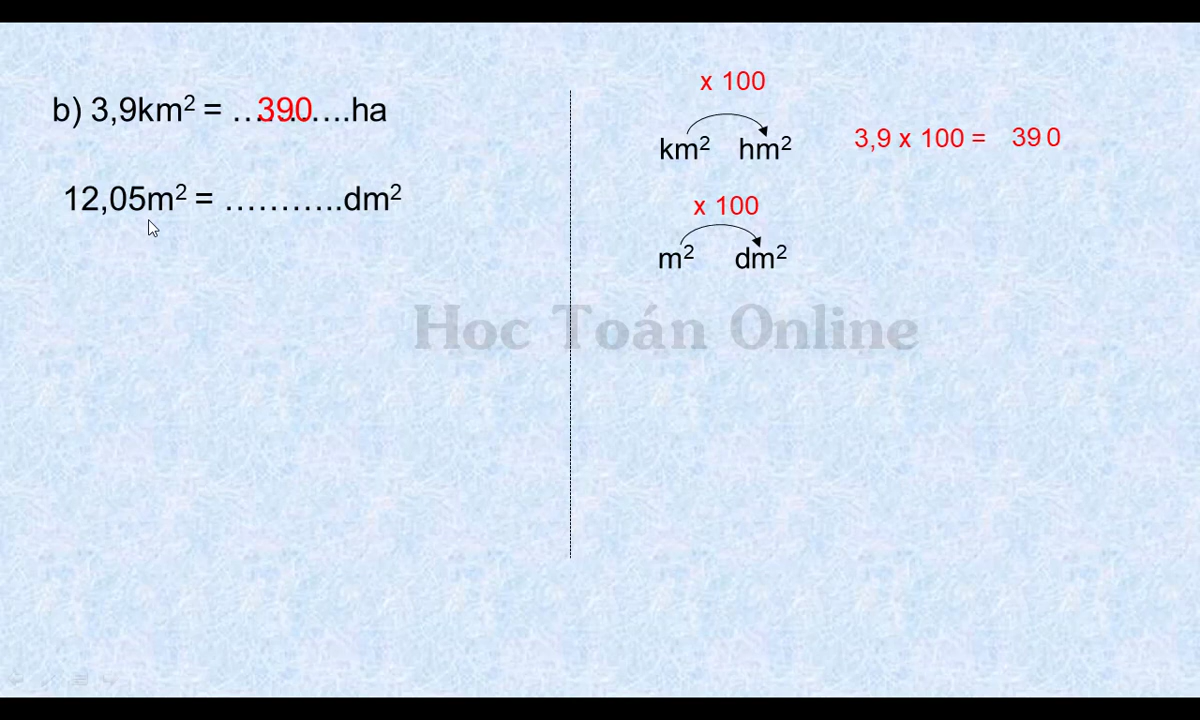 b) 3,9km² = …390…….ha
12,05m² = ………..dm²
x 100
km² hm²
3,9 x 100 = 390
x 100
m² dm²
Học Toán Online